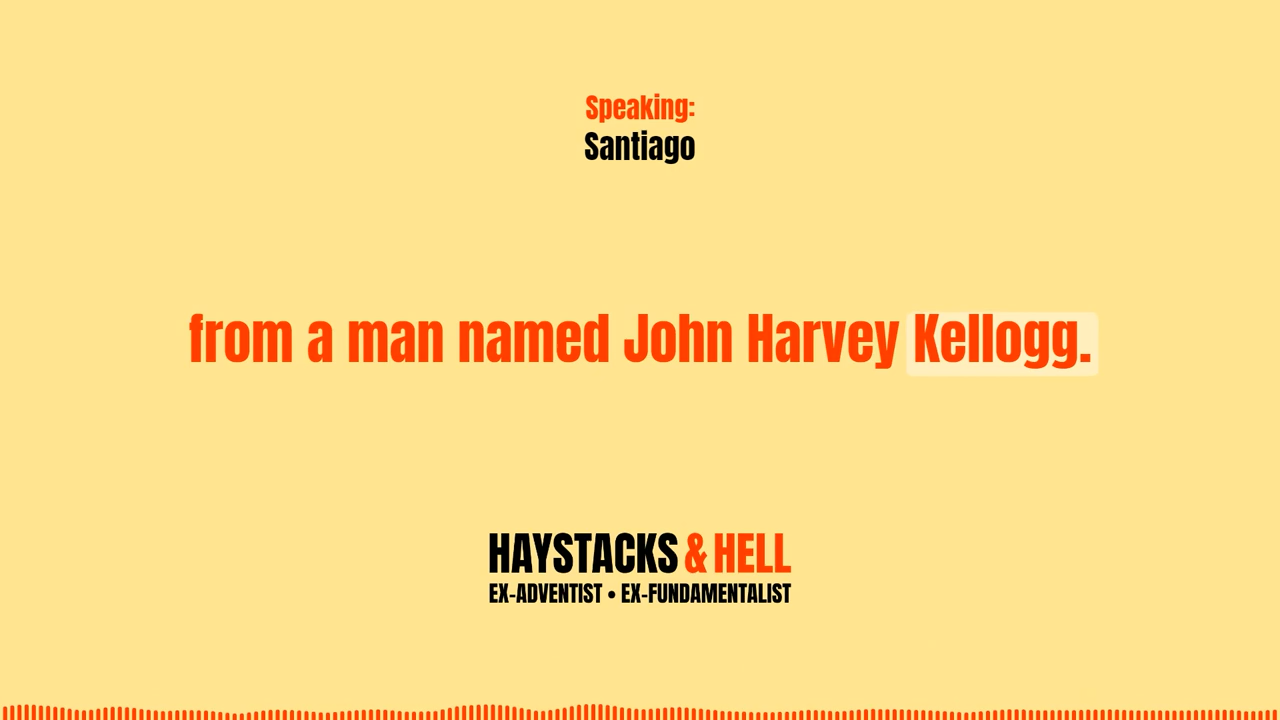 Speaking:
Santiago
from a man named John Harvey Kellogg.
HAYSTACKS & HELL
EX-ADVENTIST • EX-FUNDAMENTALIST